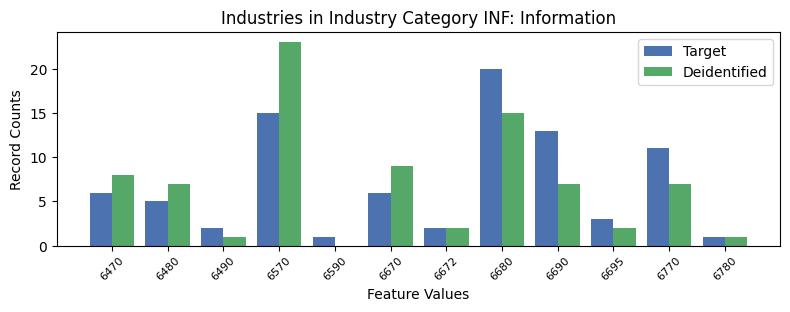 Industries in Industry Category INF: Information
Target
Deidentified
Record Counts
20
15
10
5
0
6470 6480 6490 6570 6590 6670 6672 6680 6690 6695 6770 6780
Feature Values